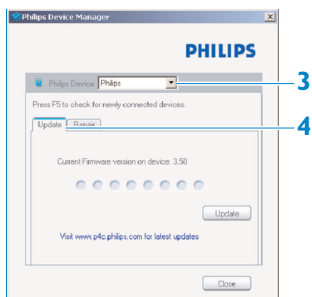 Philips Device Manager
PHILIPS
Philips Device Philips
3
Press F5 to check for newly connected devices.
Update Repair
4
Current Firmware version on device: 3.50
Update
Visit www.p4c.philips.com for latest updates
Close